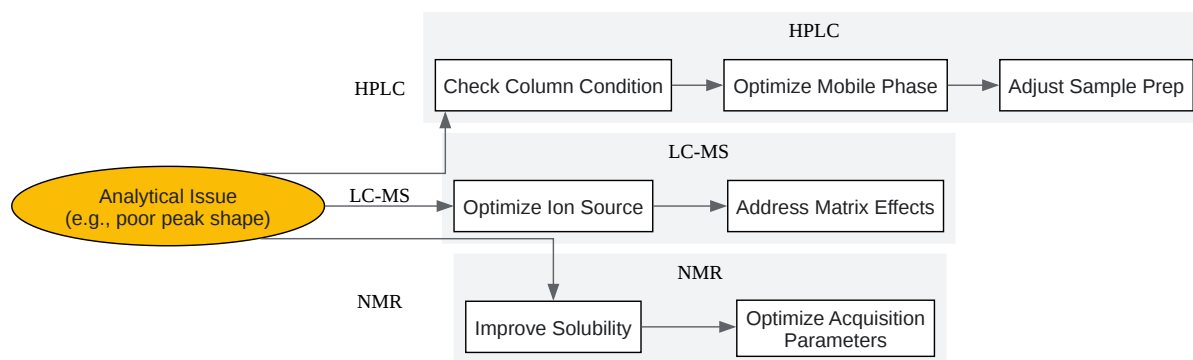 HPLC
HPLC
Check Column Condition
Optimize Mobile Phase
Adjust Sample Prep
LC-MS
Analytical Issue
(e.g., poor peak shape)
LC-MS
Optimize Ion Source
Address Matrix Effects
NMR
NMR
Improve Solubility
Optimize Acquisition
Parameters